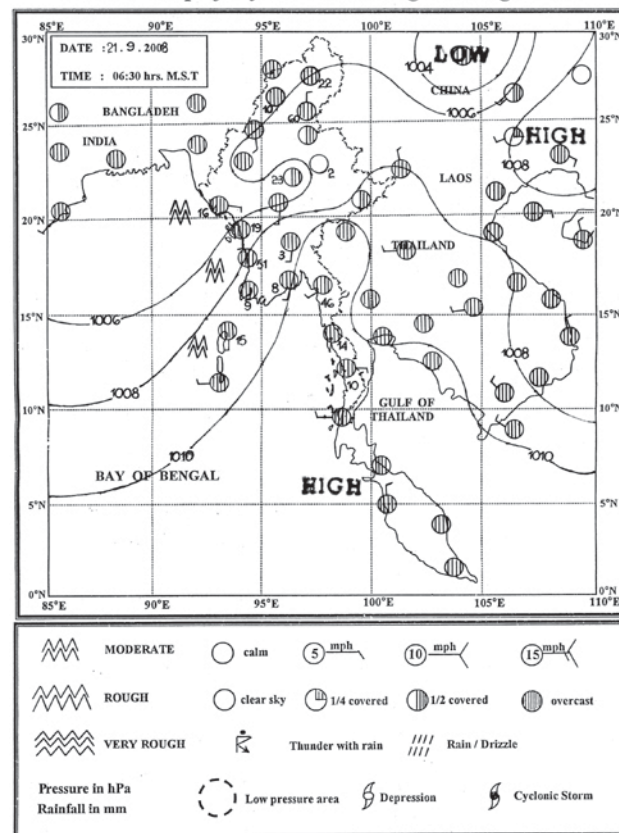 85°E 90°E 95°E 100°E 105°E 110°E
30°N
DATE : 21.9.2008
TIME : 06:30 hrs. M.S.T
LOW
1004
CHINA
22
1006
BANGLADEH
60
25°N
INDIA
HIGH
1008
2
23
LAOS
20°N
16
19
THAILAND
51
3
8
9
46
15°N
1006
15
14
1008
10
1008
10°N
GULF OF
THAILAND
1010
1010
BAY OF BENGAL
HIGH
5°N
0°N
85°E 90°E 95°E 100°E 105°E 110°E
MODERATE calm 5 mph 10 mph 15 mph
ROUGH clear sky 1/4 covered 1/2 covered overcast
VERY ROUGH Thunder with rain Rain / Drizzle
Pressure in hPa
Rainfall in mm
Low pressure area Depression Cyclonic Storm